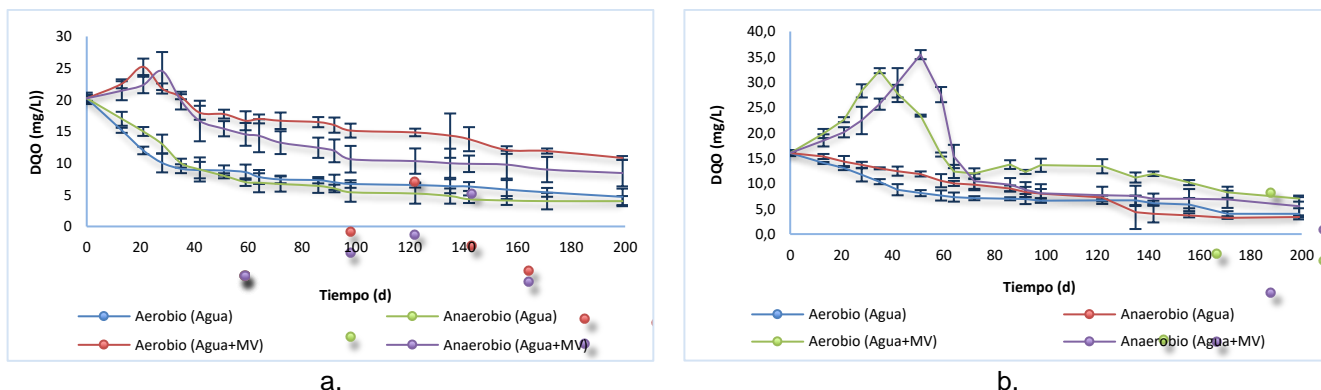 DQO (mg/L))
30
25
20
15
10
5
0
0 20 40 60 80 100 120 140 160 180 200
Tiempo (d)
Aerobio (Agua) Anaerobio (Agua)
Aerobio (Agua+MV) Anaerobio (Agua+MV)
a.
DQO (mg/L)
40,0
35,0
30,0
25,0
20,0
15,0
10,0
5,0
0,0
0 20 40 60 80 100 120 140 160 180 200
Tiempo (d)
Aerobio (Agua) Anaerobio (Agua)
Aerobio (Agua+MV) Anaerobio (Agua+MV)
b.